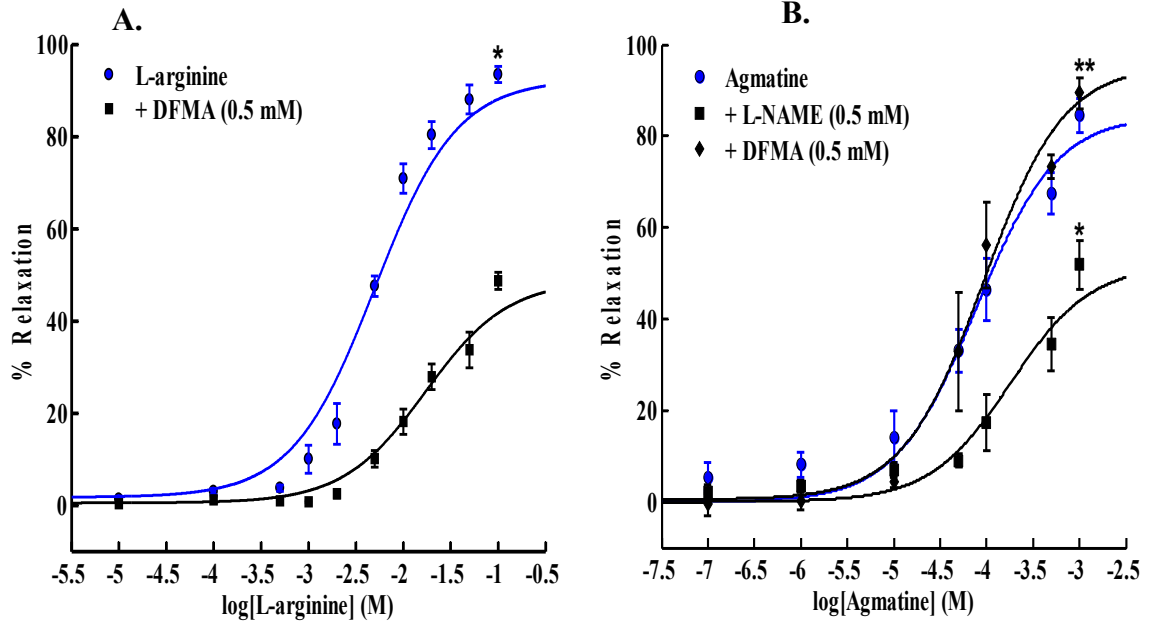 A.
100
80
60
40
20
0
% Relaxation
*
L-arginine
+ DFMA (0.5 mM)
-5.5 -5 -4.5 -4 -3.5 -3 -2.5 -2 -1.5 -1 -0.5
log[L-arginine] (M)
B.
100
80
60
40
20
0
% Relaxation
**
Agmatine
+ L-NAME (0.5 mM)
+ DFMA (0.5 mM)
*
-7.5 -7 -6.5 -6 -5.5 -5 -4.5 -4 -3.5 -3 -2.5
log[Agmatine] (M)